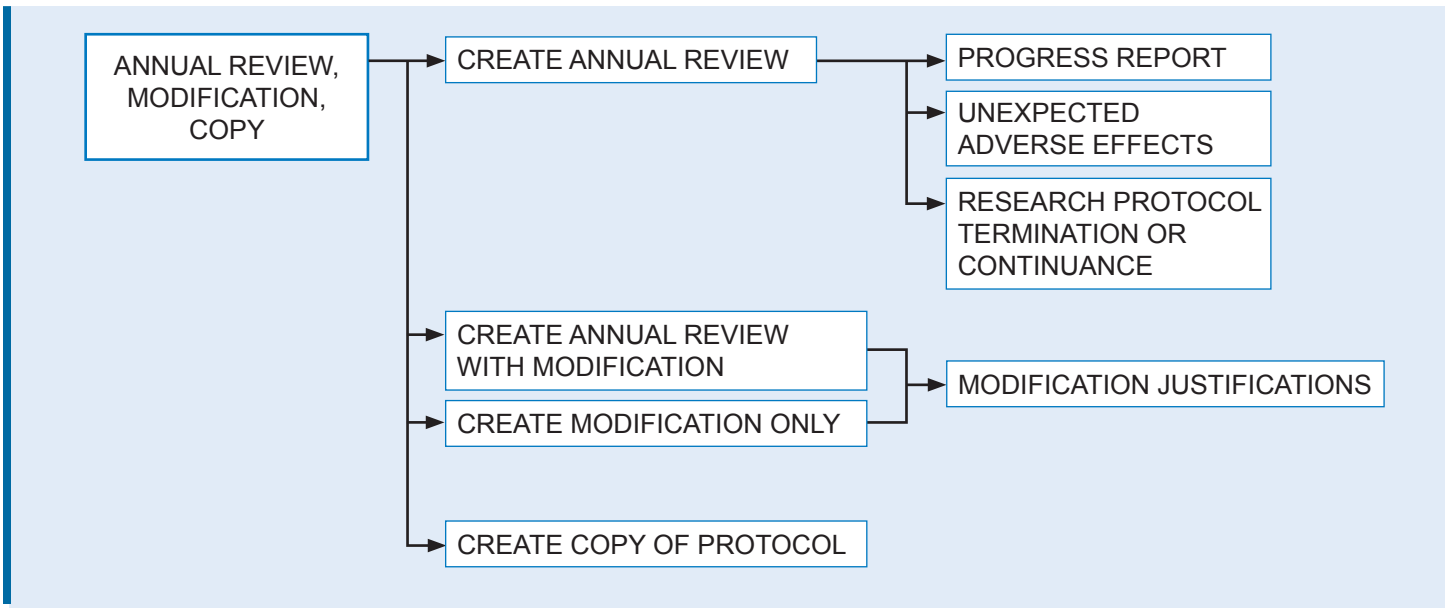 ANNUAL REVIEW,
MODIFICATION,
COPY
CREATE ANNUAL REVIEW
PROGRESS REPORT
UNEXPECTED
ADVERSE EFFECTS
RESEARCH PROTOCOL
TERMINATION OR
CONTINUANCE
CREATE ANNUAL REVIEW
WITH MODIFICATION
CREATE MODIFICATION ONLY
MODIFICATION JUSTIFICATIONS
CREATE COPY OF PROTOCOL